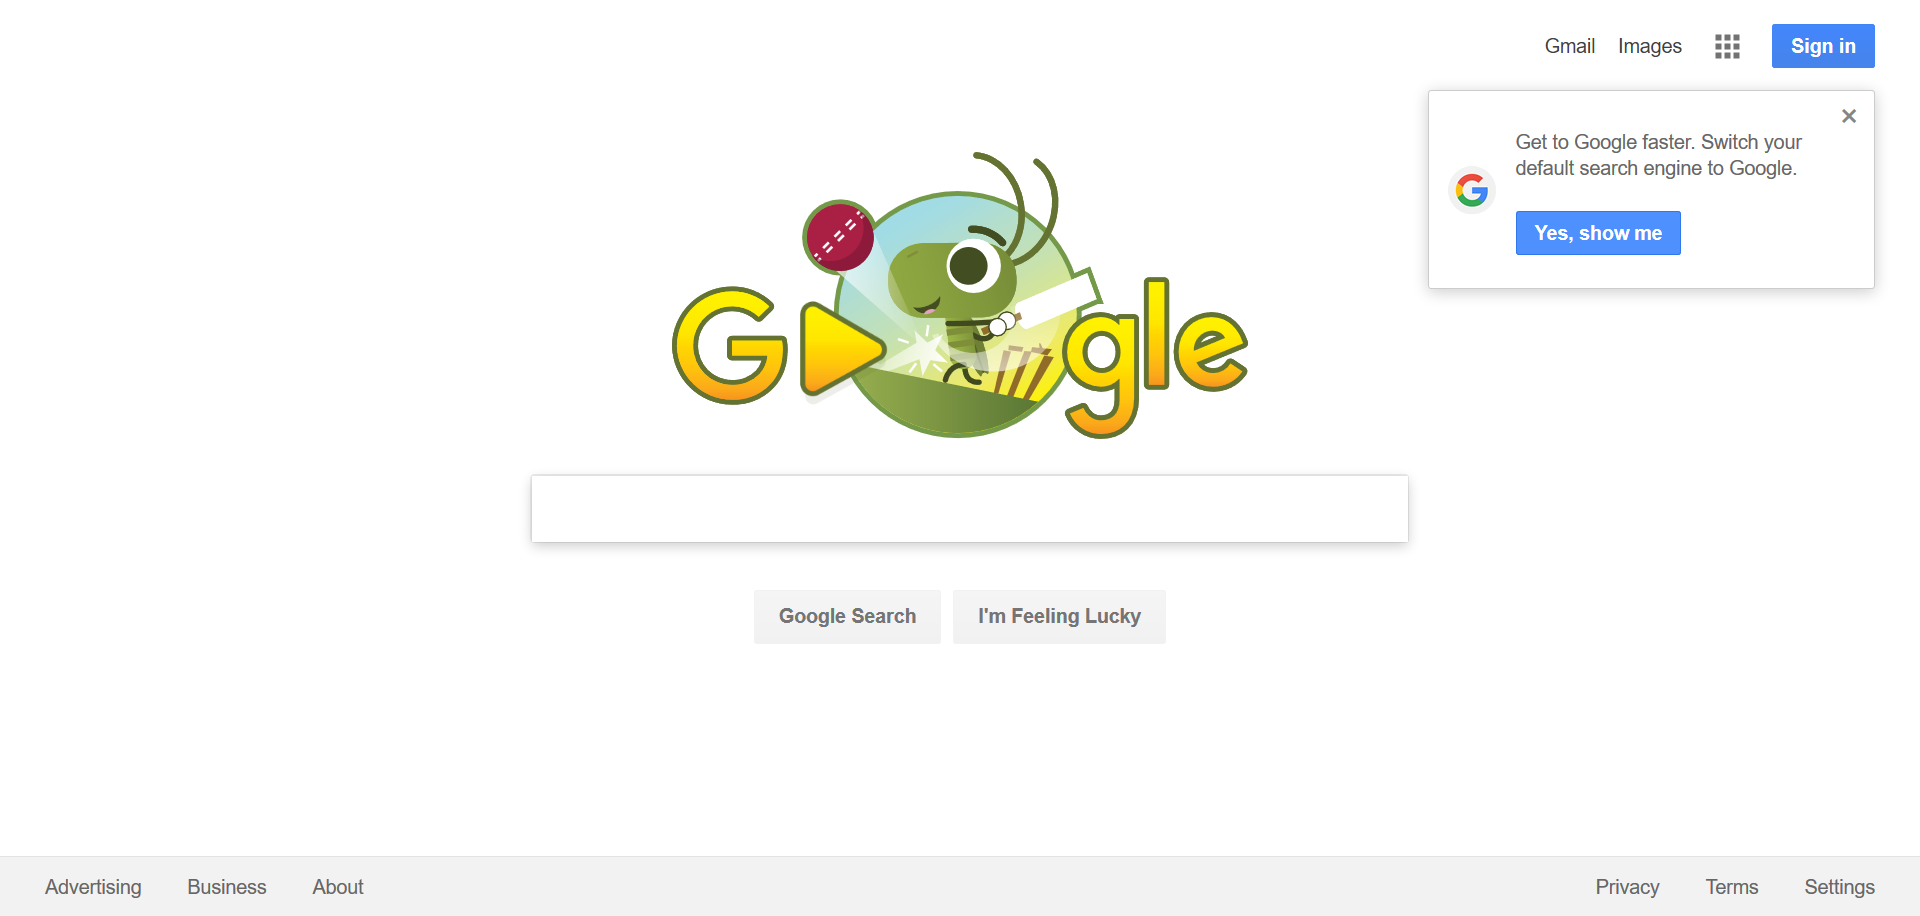 Gmail Images Sign in
Get to Google faster. Switch your
default search engine to Google.
Yes, show me
G gle
Google Search I'm Feeling Lucky
Advertising Business About Privacy Terms Settings